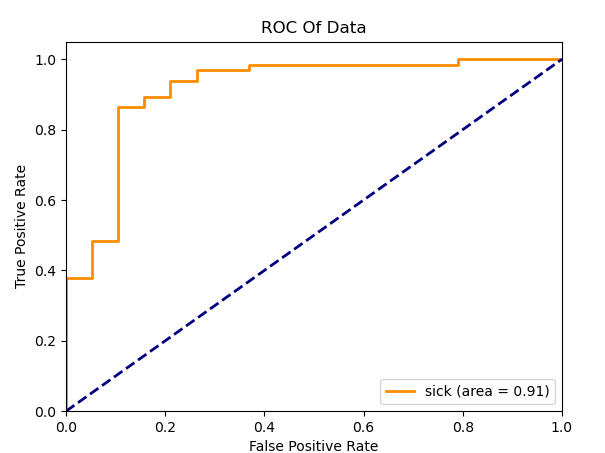 ROC Of Data
True Positive Rate
1.0
0.8
0.6
0.4
0.2
0.0
0.0 0.2 0.4 0.6 0.8 1.0
False Positive Rate
sick (area = 0.91)